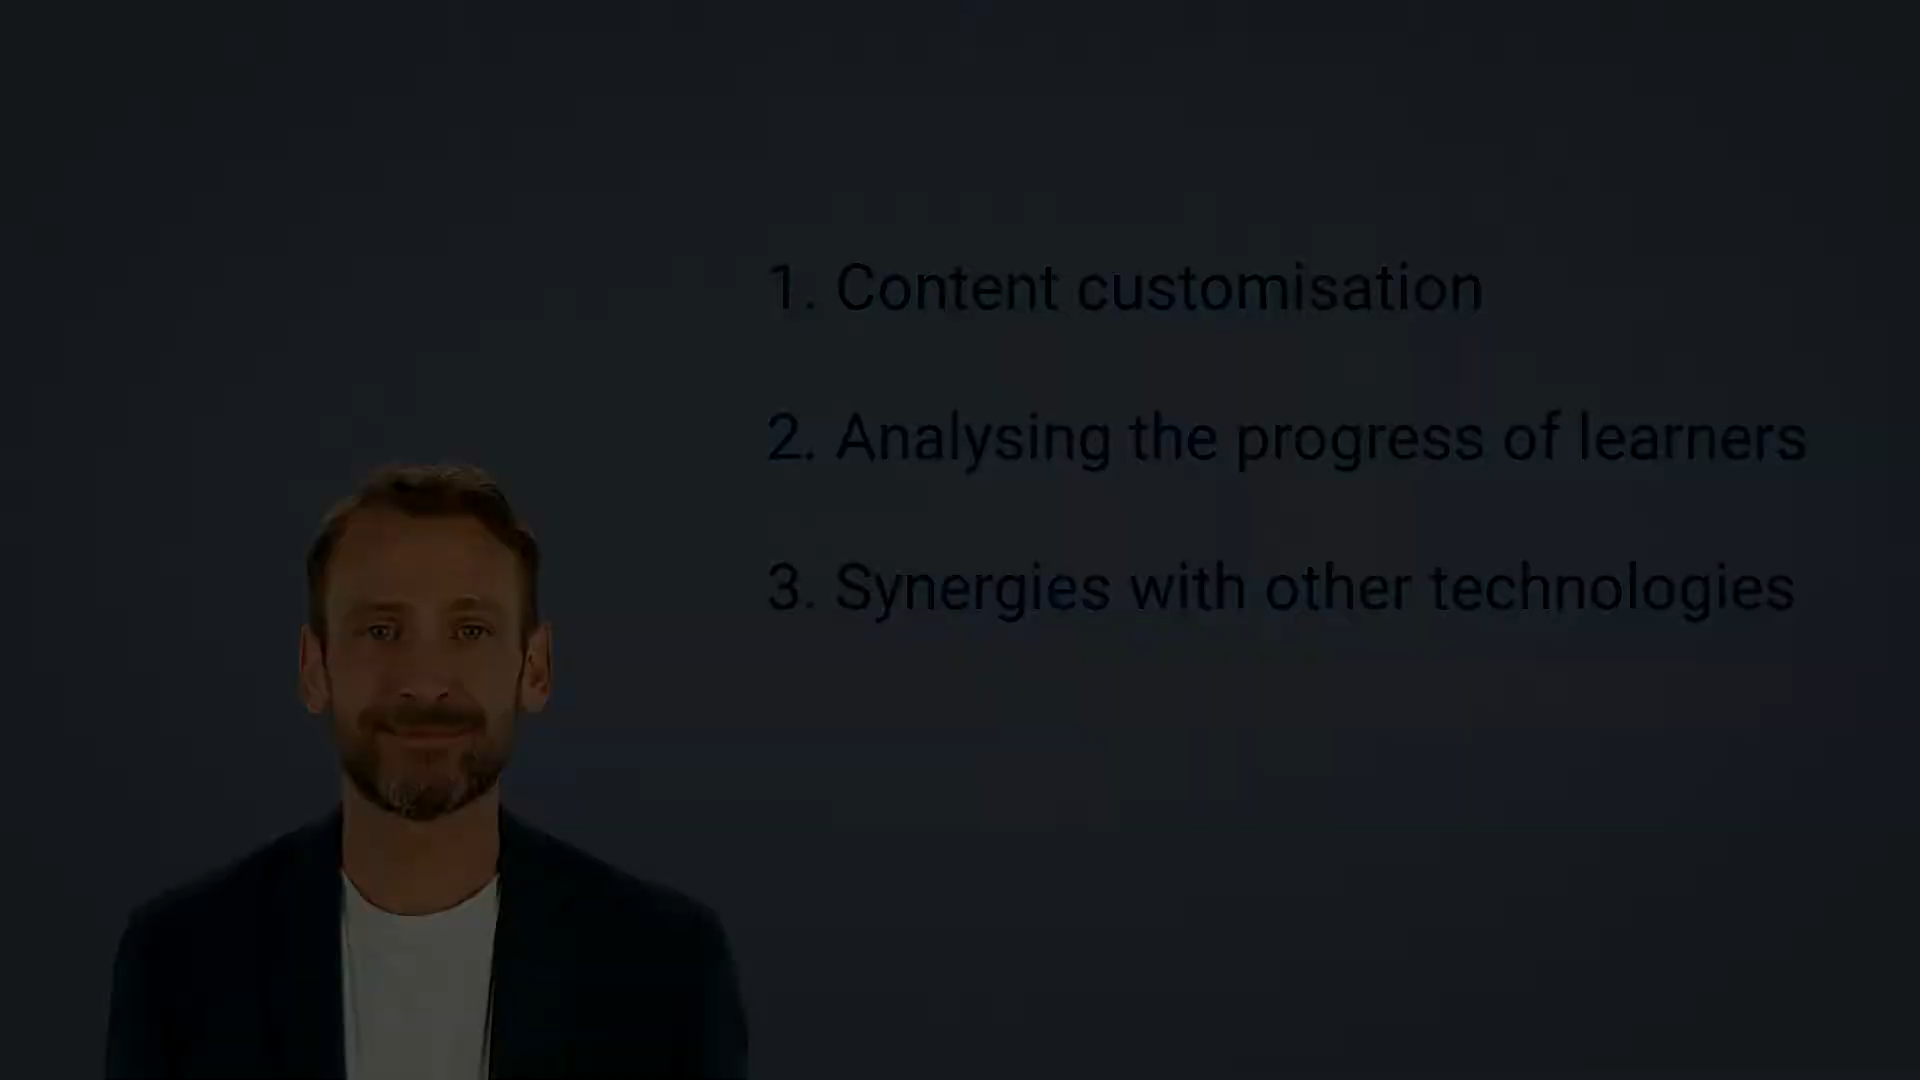 1. Content customisation
2. Analysing the progress of learners
3. Synergies with other technologies